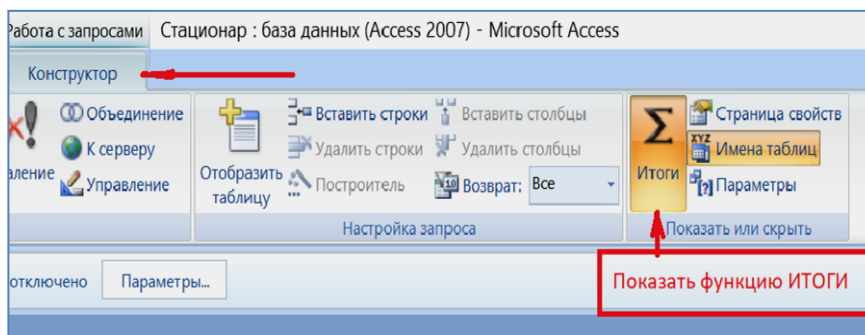 Работа с запросами Стационар : база данных (Access 2007) - Microsoft Access
Конструктор
Объединение
К серверу
Управление
Отобразить таблицу
Вставить строки
Удалить строки
Построитель
Вставить столбцы
Удалить столбцы
Возврат: Все
Настройка запроса
Σ
Итоги
Страница свойств
XYZ
Имена таблиц
[?] Параметры
Показать или скрыть
отключено Параметры...
Показать функцию ИТОГИ